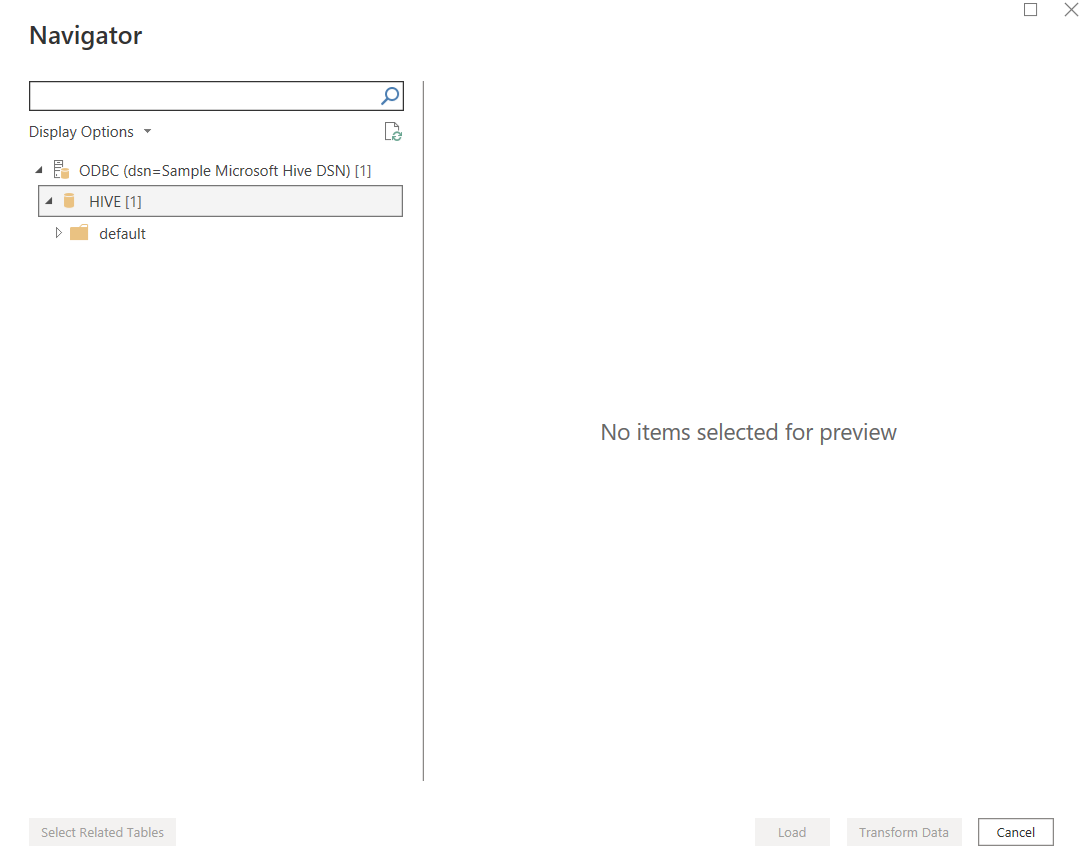 Navigator
Display Options
ODBC (dsn=Sample Microsoft Hive DSN) [1]
HIVE [1]
default
No items selected for preview
Select Related Tables
Load
Transform Data
Cancel